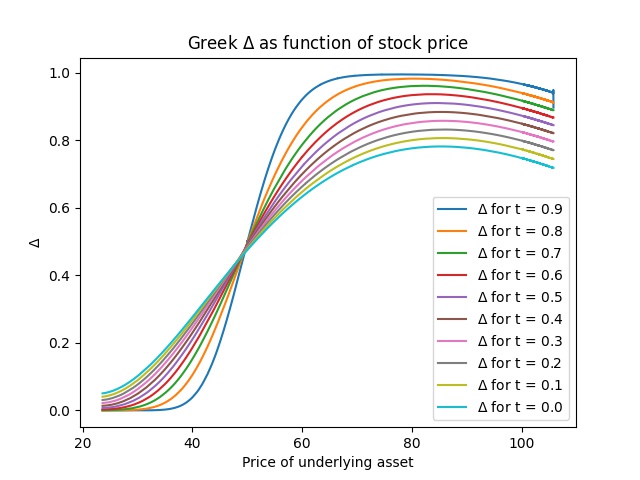 Greek Δ as function of stock price
1.0
0.8
0.6
0.4
0.2
0.0
Δ
20
40
60
80
100
Price of underlying asset
Δ for t = 0.9
Δ for t = 0.8
Δ for t = 0.7
Δ for t = 0.6
Δ for t = 0.5
Δ for t = 0.4
Δ for t = 0.3
Δ for t = 0.2
Δ for t = 0.1
Δ for t = 0.0